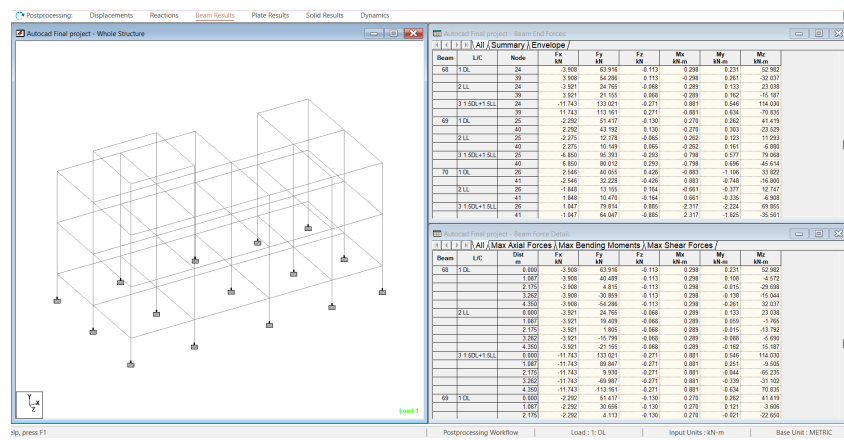 Postprocessing: Displacements Reactions Beam Results Plate Results Solid Results Dynamics
Autocad Final project - Whole Structure
Y
X
Z
Load 1
Autocad Final project - Beam End Forces
All Summary Envelope
Beam L/C Node Fx kN Fy kN Fz kN Mx kN-m My kN-m Mz kN-m
68 1 DL 24 -3.908 63.916 -0.113 0.298 0.231 52.982
39 3.908 54.286 0.113 -0.298 0.261 -32.037
2 LL 24 -3.921 24.765 -0.068 0.289 0.133 23.038
39 3.921 21.155 0.068 -0.289 0.162 -15.187
3 1.5DL+1.5LL 24 -11.743 133.021 -0.271 0.881 0.546 114.030
39 11.743 113.161 0.271 -0.881 0.634 -70.835
69 1 DL 25 -2.292 51.417 -0.130 0.270 0.262 41.419
40 2.292 43.192 0.130 -0.270 0.303 -23.529
2 LL 25 -2.275 12.178 -0.065 0.262 0.123 11.293
40 2.275 10.149 0.065 -0.262 0.161 -6.880
3 1.5DL+1.5LL 25 -6.850 95.393 -0.293 0.798 0.577 79.068
40 6.850 80.012 0.293 -0.798 0.696 -45.614
70 1 DL 26 2.546 40.055 0.426 -0.883 -1.106 33.822
41 -2.546 32.228 -0.426 0.883 -0.748 -16.800
2 LL 26 -1.848 13.155 0.164 -0.661 -0.377 12.747
41 1.848 10.470 -0.164 0.661 -0.335 -6.908
3 1.5DL+1.5LL 26 1.047 79.814 0.885 -2.317 -2.224 69.855
41 -1.047 64.047 -0.885 2.317 -1.625 -35.561
Autocad Final project - Beam Force Detail:
All Max Axial Forces Max Bending Moments Max Shear Forces
Beam L/C Dist m Fx kN Fy kN Fz kN Mx kN-m My kN-m Mz kN-m
68 1 DL 0.000 -3.908 63.916 -0.113 0.298 0.231 52.982
1.087 -3.908 40.489 -0.113 0.298 0.108 -4.572
2.175 -3.908 4.815 -0.113 0.298 -0.015 -29.698
3.262 -3.908 -30.859 -0.113 0.298 -0.138 -15.044
4.350 -3.908 -54.286 -0.113 0.298 -0.261 32.037
2 LL 0.000 -3.921 24.765 -0.068 0.289 0.133 23.038
1.087 -3.921 19.409 -0.068 0.289 0.059 -1.765
2.175 -3.921 1.805 -0.068 0.289 -0.015 -13.792
3.262 -3.921 -15.799 -0.068 0.289 -0.088 -5.690
4.350 -3.921 -21.155 -0.068 0.289 -0.162 15.187
3 1.5DL+1.5LL 0.000 -11.743 133.021 -0.271 0.881 0.546 114.030
1.087 -11.743 89.847 -0.271 0.881 0.251 -9.505
2.175 -11.743 9.930 -0.271 0.881 -0.044 -65.235
3.262 -11.743 -69.987 -0.271 0.881 -0.339 -31.102
4.350 -11.743 -113.161 -0.271 0.881 -0.634 70.835
69 1 DL 0.000 -2.292 51.417 -0.130 0.270 0.262 41.419
1.087 -2.292 30.656 -0.130 0.270 0.121 -3.606
2.175 -2.292 4.113 -0.130 0.270 -0.021 -22.650
elp, press F1 Postprocessing Workflow Load : 1: DL Input Units : kN-m Base Unit : METRIC